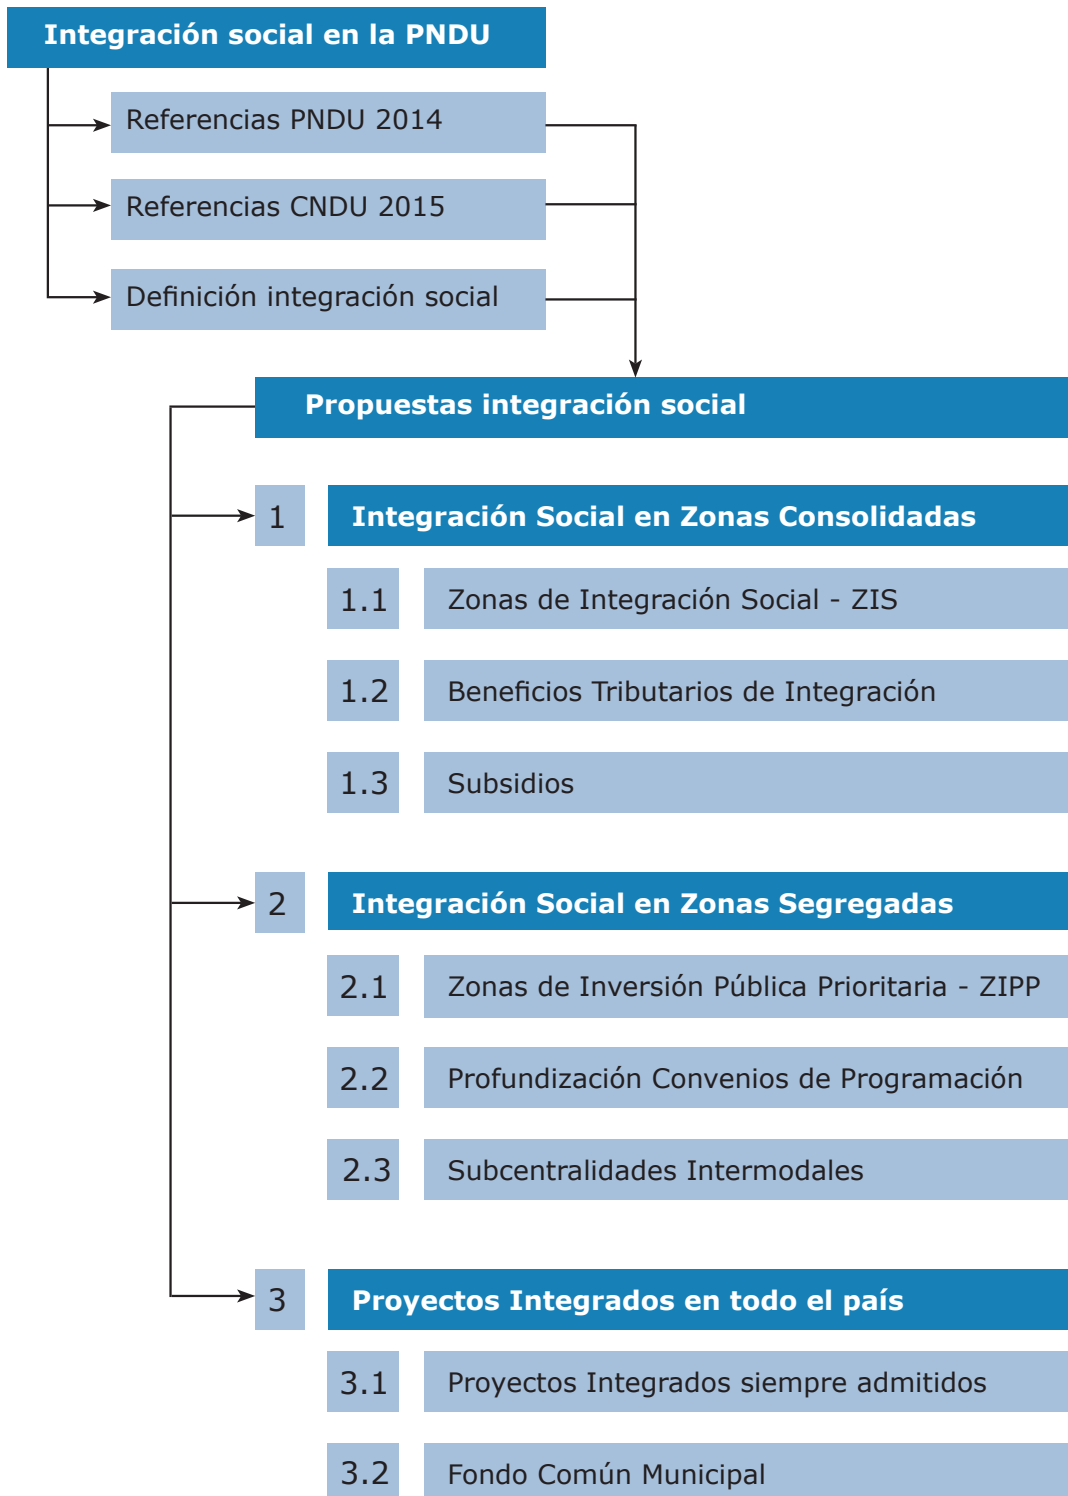 Integración social en la PNDU
Referencias PNDU 2014
Referencias CNDU 2015
Definición integración social
Propuestas integración social
1 Integración Social en Zonas Consolidadas
1.1 Zonas de Integración Social - ZIS
1.2 Beneficios Tributarios de Integración
1.3 Subsidios
2 Integración Social en Zonas Segregadas
2.1 Zonas de Inversión Pública Prioritaria - ZIPP
2.2 Profundización Convenios de Programación
2.3 Subcentralidades Intermodales
3 Proyectos Integrados en todo el país
3.1 Proyectos Integrados siempre admitidos
3.2 Fondo Común Municipal